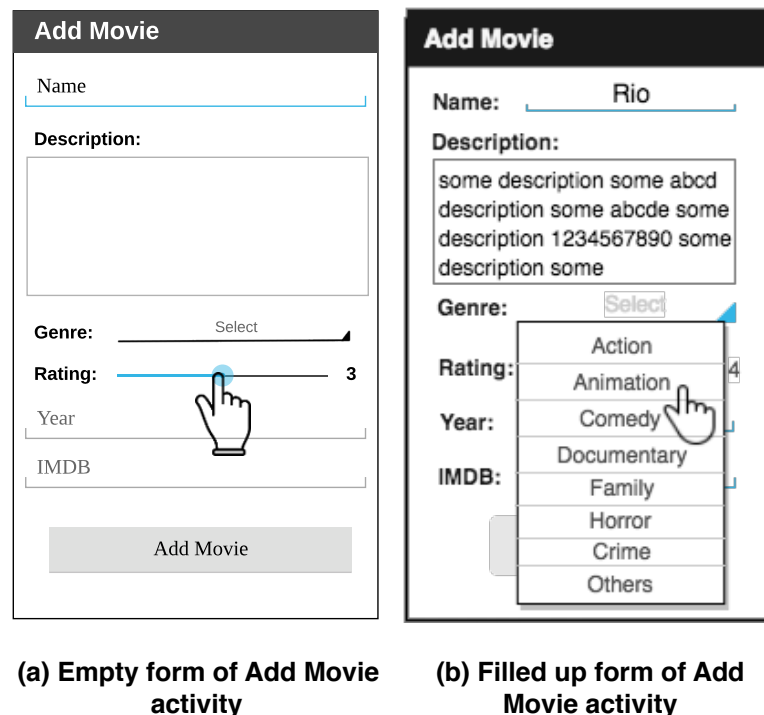 Add Movie
Name
Description:
Genre:
Select
Rating:
3
Year
IMDB
Add Movie
(a) Empty form of Add Movie
activity
Add Movie
Name:
Rio
Description:
some description some abcd
description some abcde some
description 1234567890 some
description some
Genre:
Select
Action
Rating:
4
Animation
Year:
Comedy
Documentary
IMDB:
Family
Horror
Crime
Others
(b) Filled up form of Add
Movie activity